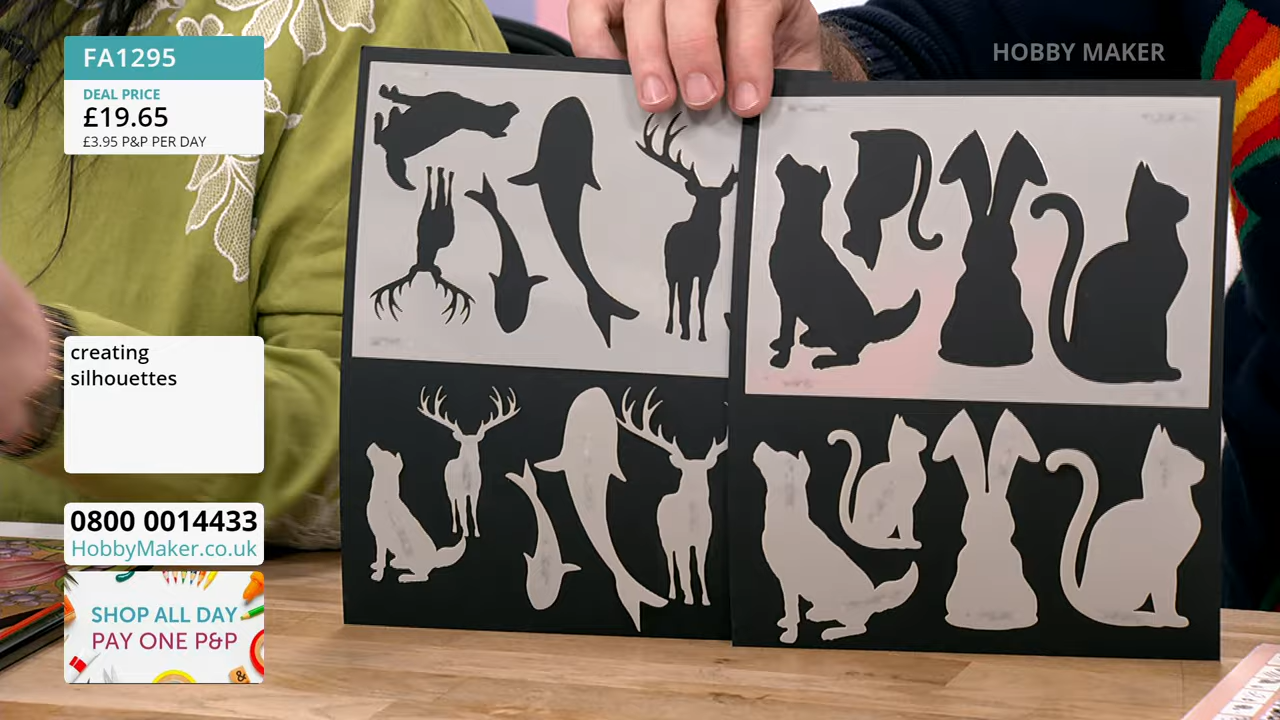 FA1295
DEAL PRICE
£19.65
£3.95 P&P PER DAY
HOBBY MAKER
creating
silhouettes
0800 0014433
HobbyMaker.co.uk
SHOP ALL DAY
PAY ONE P&P
&